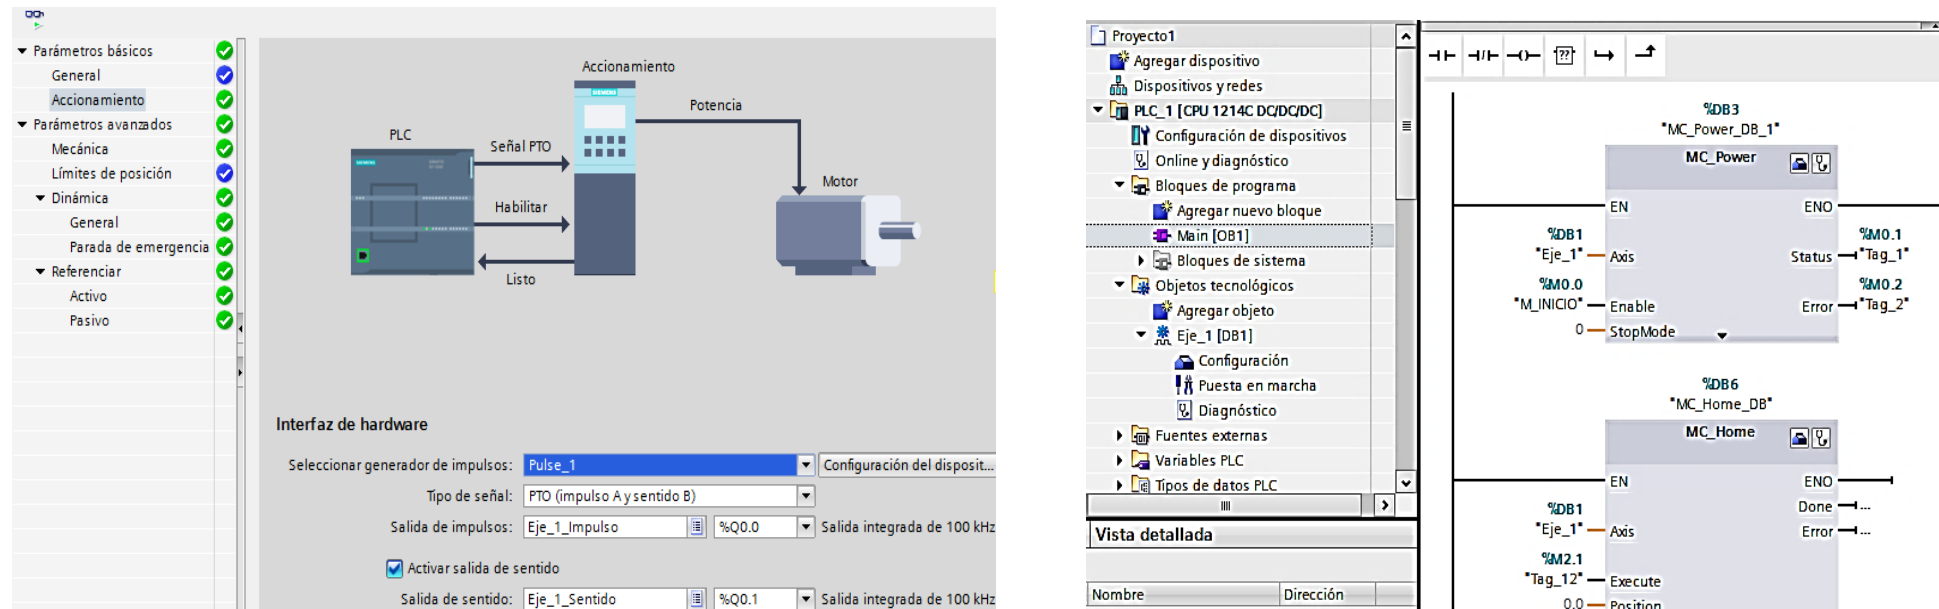 Parámetros básicos
General
Accionamiento
Parámetros avanzados
Mecánica
Límites de posición
Dinámica
General
Parada de emergencia
Referenciar
Activo
Pasivo
Accionamiento
SIEMENS
Potencia
PLC
Señal PTO
SIEMENS
Motor
Habilitar
Listo
Interfaz de hardware
Seleccionar generador de impulsos: Pulse_1 Configuración del disposit...
Tipo de señal: PTO (impulso A y sentido B)
Salida de impulsos: Eje_1_Impulso %Q0.0 Salida integrada de 100 kHz
Activar salida de sentido
Salida de sentido: Eje_1_Sentido %Q0.1 Salida integrada de 100 kHz
Proyecto1
Agregar dispositivo
Dispositivos y redes
PLC_1 [CPU 1214C DC/DC/DC]
Configuración de dispositivos
Online y diagnóstico
Bloques de programa
Agregar nuevo bloque
Main [OB1]
Bloques de sistema
Objetos tecnológicos
Agregar objeto
Eje_1 [DB1]
Configuración
Puesta en marcha
Diagnóstico
Fuentes externas
Variables PLC
Tipos de datos PLC
Vista detallada
Nombre Dirección
??
%DB3
"MC_Power_DB_1"
MC_Power
EN ENO
%DB1 %M0.1
"Eje_1" Axis Status "Tag_1"
%M0.0 %M0.2
"M_INICIO" Enable Error "Tag_2"
0 StopMode
%DB6
"MC_Home_DB"
MC_Home
EN ENO
%DB1 Done ...
"Eje_1" Axis Error ...
%M2.1
"Tag_12" Execute
0.0 Position